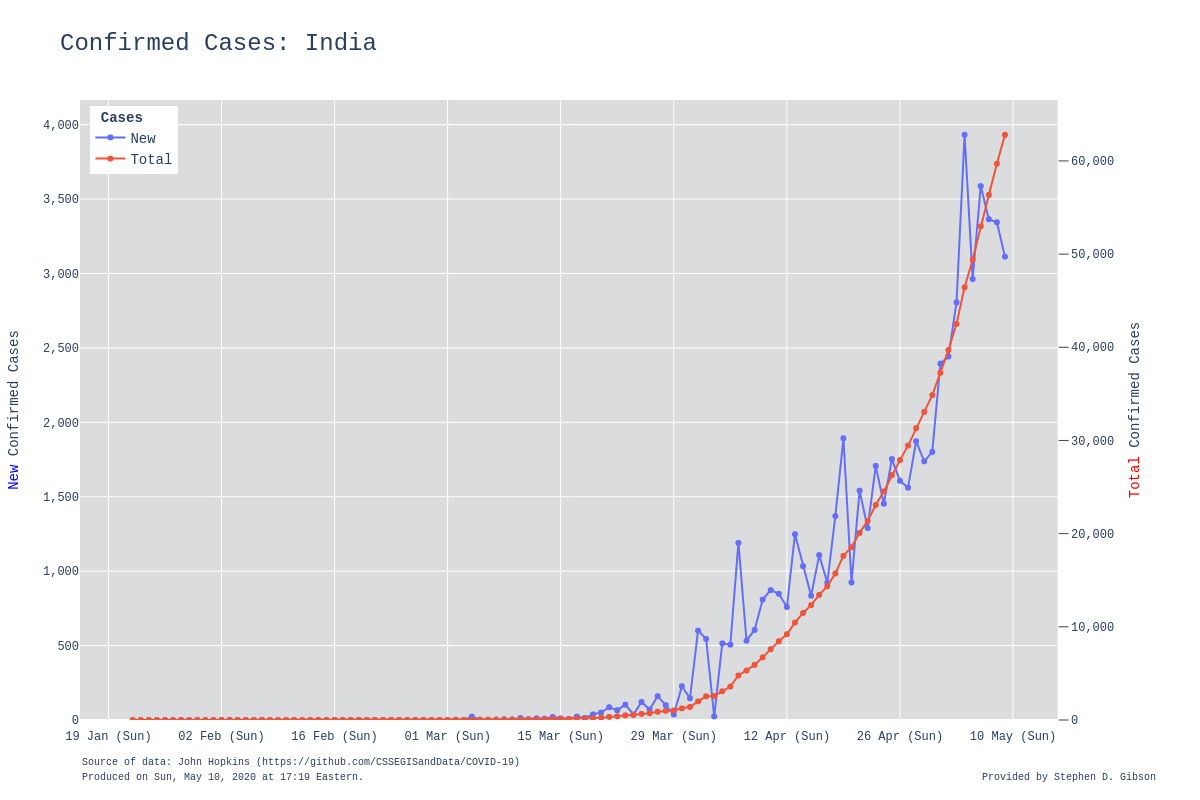 Confirmed Cases: India
Cases
New
Total
4,000
3,500
3,000
2,500
2,000
1,500
1,000
500
0
60,000
50,000
40,000
30,000
20,000
10,000
0
New Confirmed Cases
Total Confirmed Cases
19 Jan (Sun) 02 Feb (Sun) 16 Feb (Sun) 01 Mar (Sun) 15 Mar (Sun) 29 Mar (Sun) 12 Apr (Sun) 26 Apr (Sun) 10 May (Sun)
Source of data: John Hopkins (https://github.com/CSSEGISandData/COVID-19)
Produced on Sun, May 10, 2020 at 17:19 Eastern.
Provided by Stephen D. Gibson